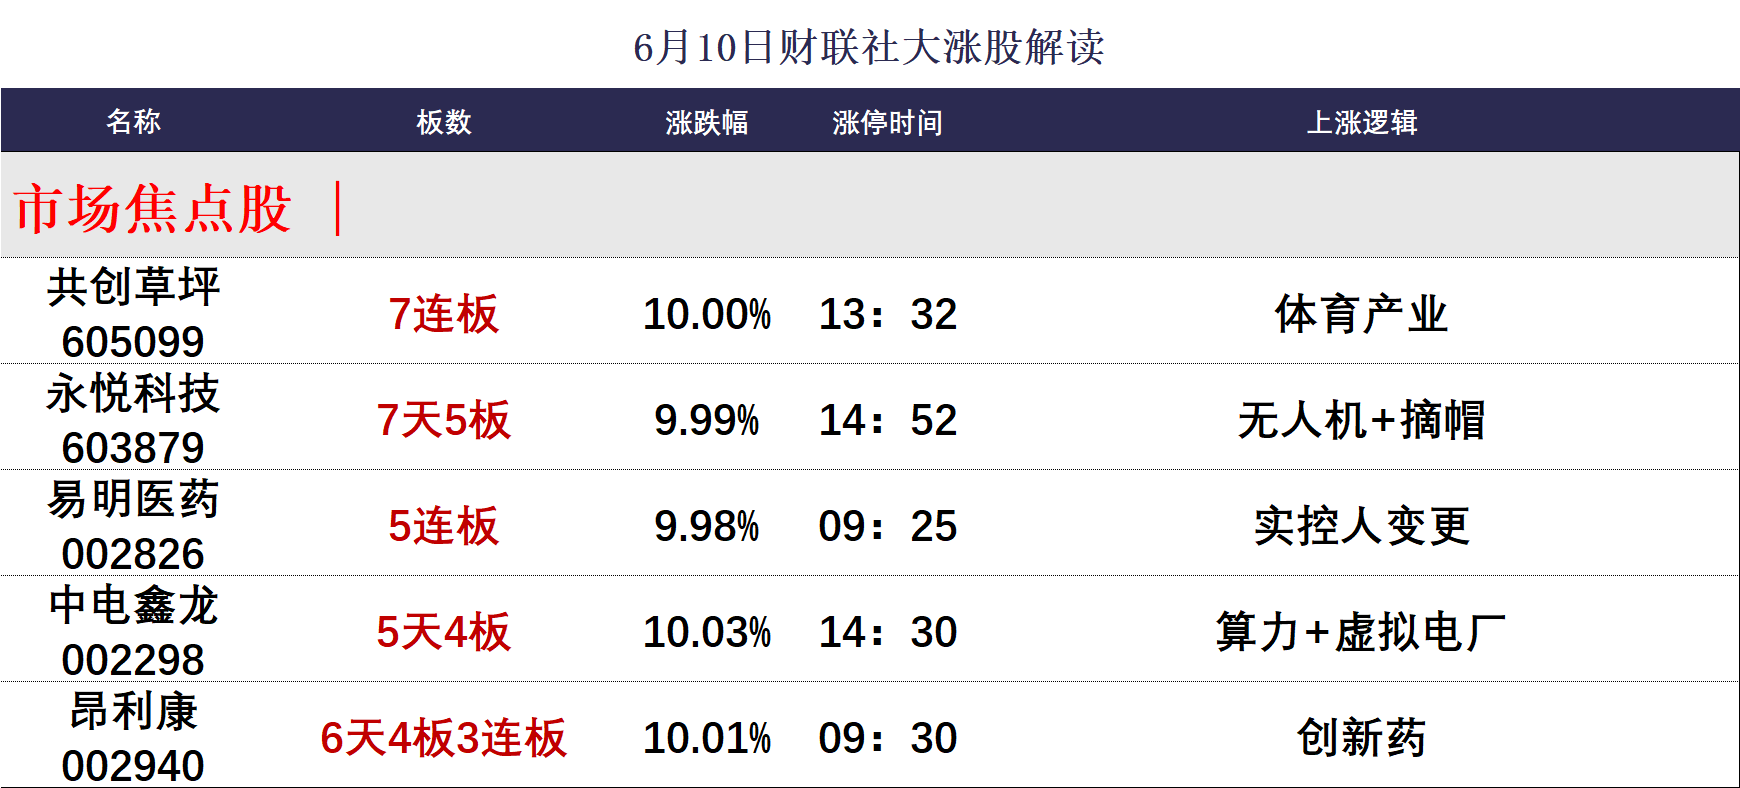 6月10日财联社大涨股解读
名称 板数 涨跌幅 涨停时间 上涨逻辑
市场焦点股 |
共创草坪
605099
7连板 10.00% 13：32 体育产业
永悦科技
603879
7天5板 9.99% 14：52 无人机+摘帽
易明医药
002826
5连板 9.98% 09：25 实控人变更
中电鑫龙
002298
5天4板 10.03% 14：30 算力+虚拟电厂
昂利康
002940
6天4板3连板 10.01% 09：30 创新药